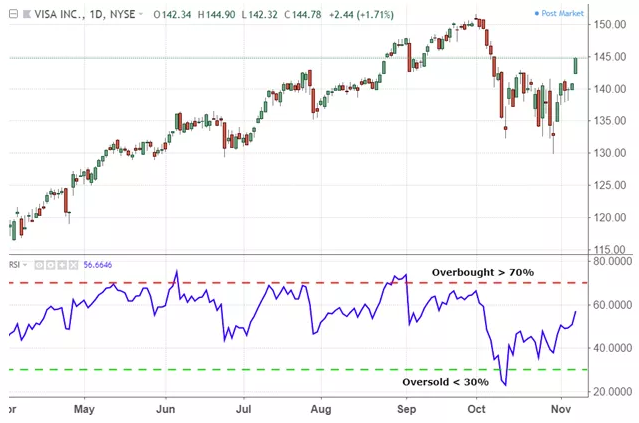 VISA INC., 1D, NYSE O142.34 H144.90 L142.32 C144.78 +2.44 (+1.71%)
Post Market
150.00
145.00
140.00
135.00
130.00
125.00
120.00
115.00
RSI 56.6646
80.0000
Overbought > 70%
60.0000
40.0000
Oversold < 30%
20.0000
or May Jun Jul Aug Sep Oct Nov